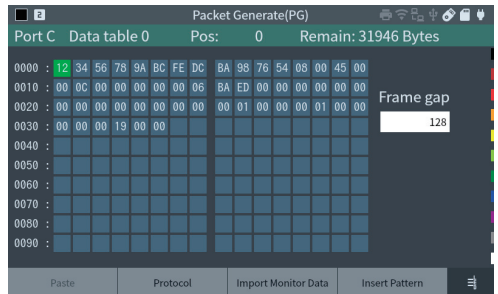 2 Packet Generate(PG)
Port C Data table 0 Pos: 0 Remain: 31946 Bytes
0000 : 12 34 56 78 9A BC FE DC BA 98 76 54 08 00 45 00
0010 : 00 0C 00 00 00 00 00 06 BA ED 00 00 00 00 00 00
0020 : 00 00 00 00 00 00 00 00 00 01 00 00 00 01 00 00
0030 : 00 00 00 19 00 00
Frame gap
128
0040 :
0050 :
0060 :
0070 :
0080 :
0090 :
Paste Protocol Import Monitor Data Insert Pattern